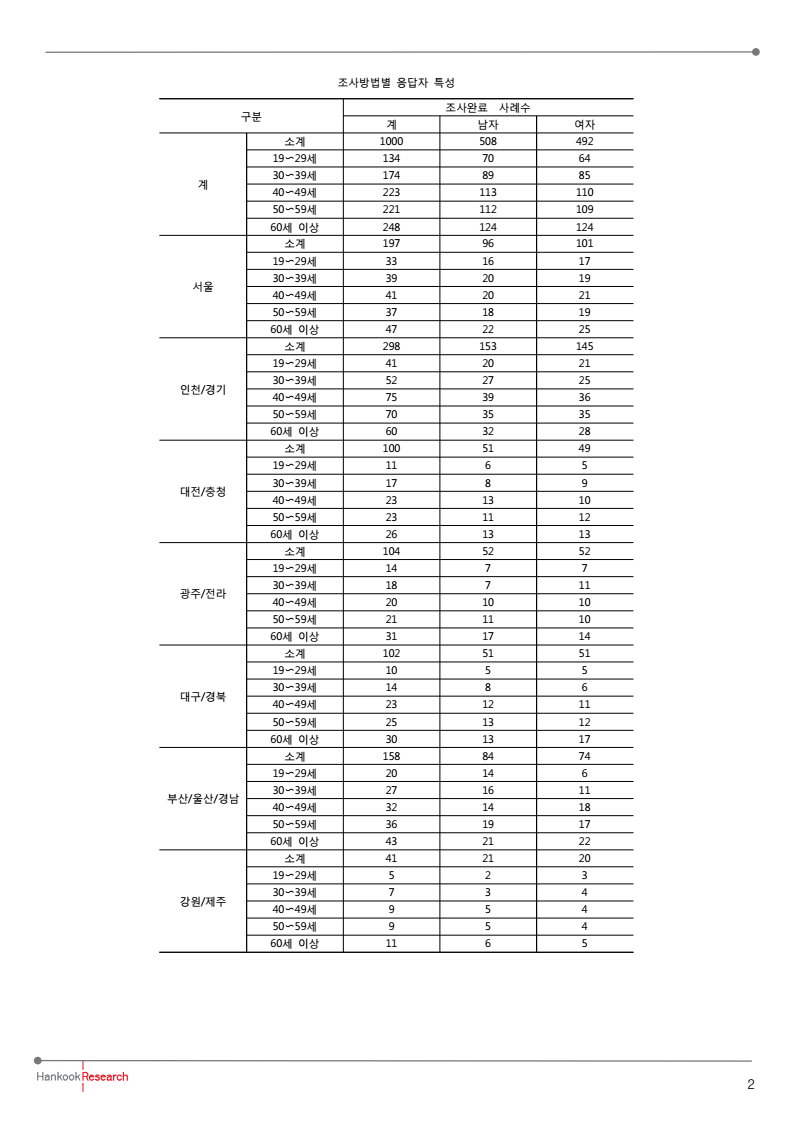 조사방법별 응답자 특성
구분 조사완료 사례수
계 남자 여자
계 소계 1000 508 492
19∼29세 134 70 64
30∼39세 174 89 85
40∼49세 223 113 110
50∼59세 221 112 109
60세 이상 248 124 124
서울 소계 197 96 101
19∼29세 33 16 17
30∼39세 39 20 19
40∼49세 41 20 21
50∼59세 37 18 19
60세 이상 47 22 25
인천/경기 소계 298 153 145
19∼29세 41 20 21
30∼39세 52 27 25
40∼49세 75 39 36
50∼59세 70 35 35
60세 이상 60 32 28
대전/충청 소계 100 51 49
19∼29세 11 6 5
30∼39세 17 8 9
40∼49세 23 13 10
50∼59세 23 11 12
60세 이상 26 13 13
광주/전라 소계 104 52 52
19∼29세 14 7 7
30∼39세 18 7 11
40∼49세 20 10 10
50∼59세 21 11 10
60세 이상 31 17 14
대구/경북 소계 102 51 51
19∼29세 10 5 5
30∼39세 14 8 6
40∼49세 23 12 11
50∼59세 25 13 12
60세 이상 30 13 17
부산/울산/경남 소계 158 84 74
19∼29세 20 14 6
30∼39세 27 16 11
40∼49세 32 14 18
50∼59세 36 19 17
60세 이상 43 21 22
강원/제주 소계 41 21 20
19∼29세 5 2 3
30∼39세 7 3 4
40∼49세 9 5 4
50∼59세 9 5 4
60세 이상 11 6 5
Hankook Research
2